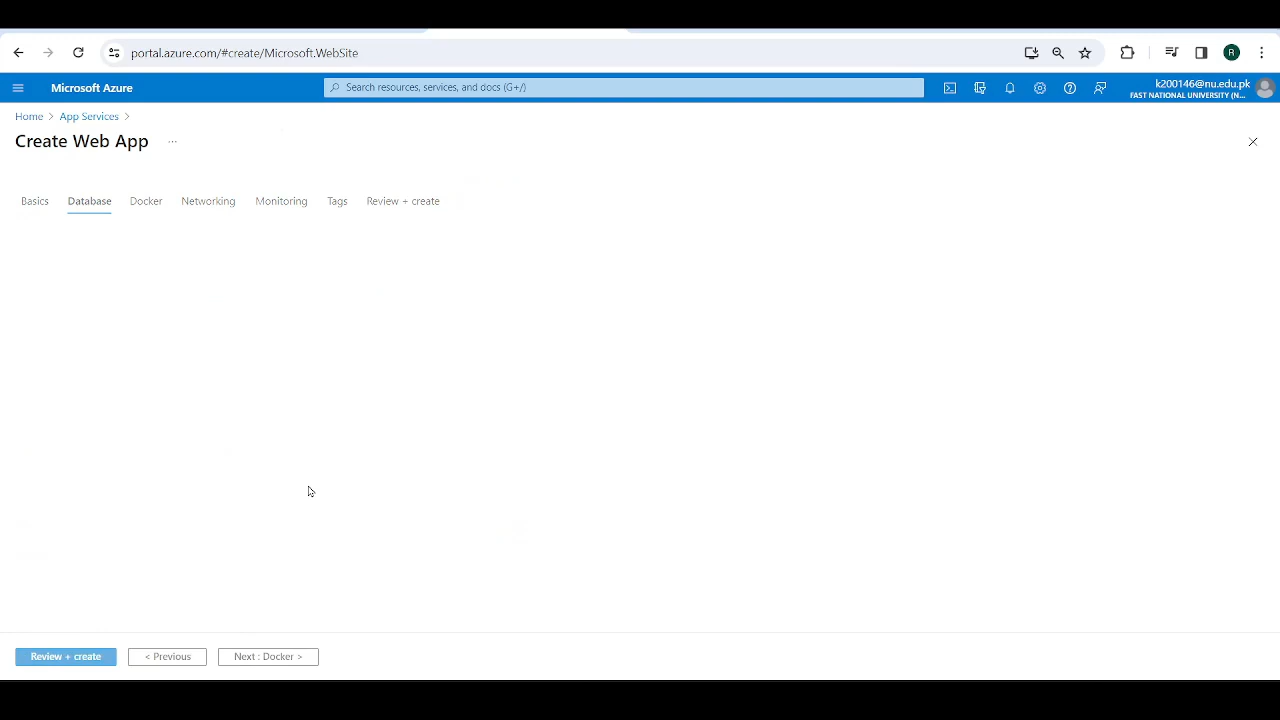 portal.azure.com/#create/Microsoft.WebSite
R
Microsoft Azure
Search resources, services, and docs (G+/)
k200146@nu.edu.pk
FAST NATIONAL UNIVERSITY (N...
Home > App Services >
Create Web App ...
Basics Database Docker Networking Monitoring Tags Review + create
Review + create < Previous Next : Docker >